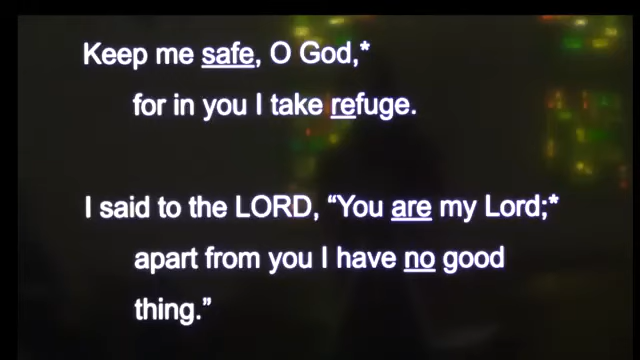 Keep me safe, O God,*
for in you I take refuge.
I said to the LORD, “You are my Lord;*
apart from you I have no good
thing.”